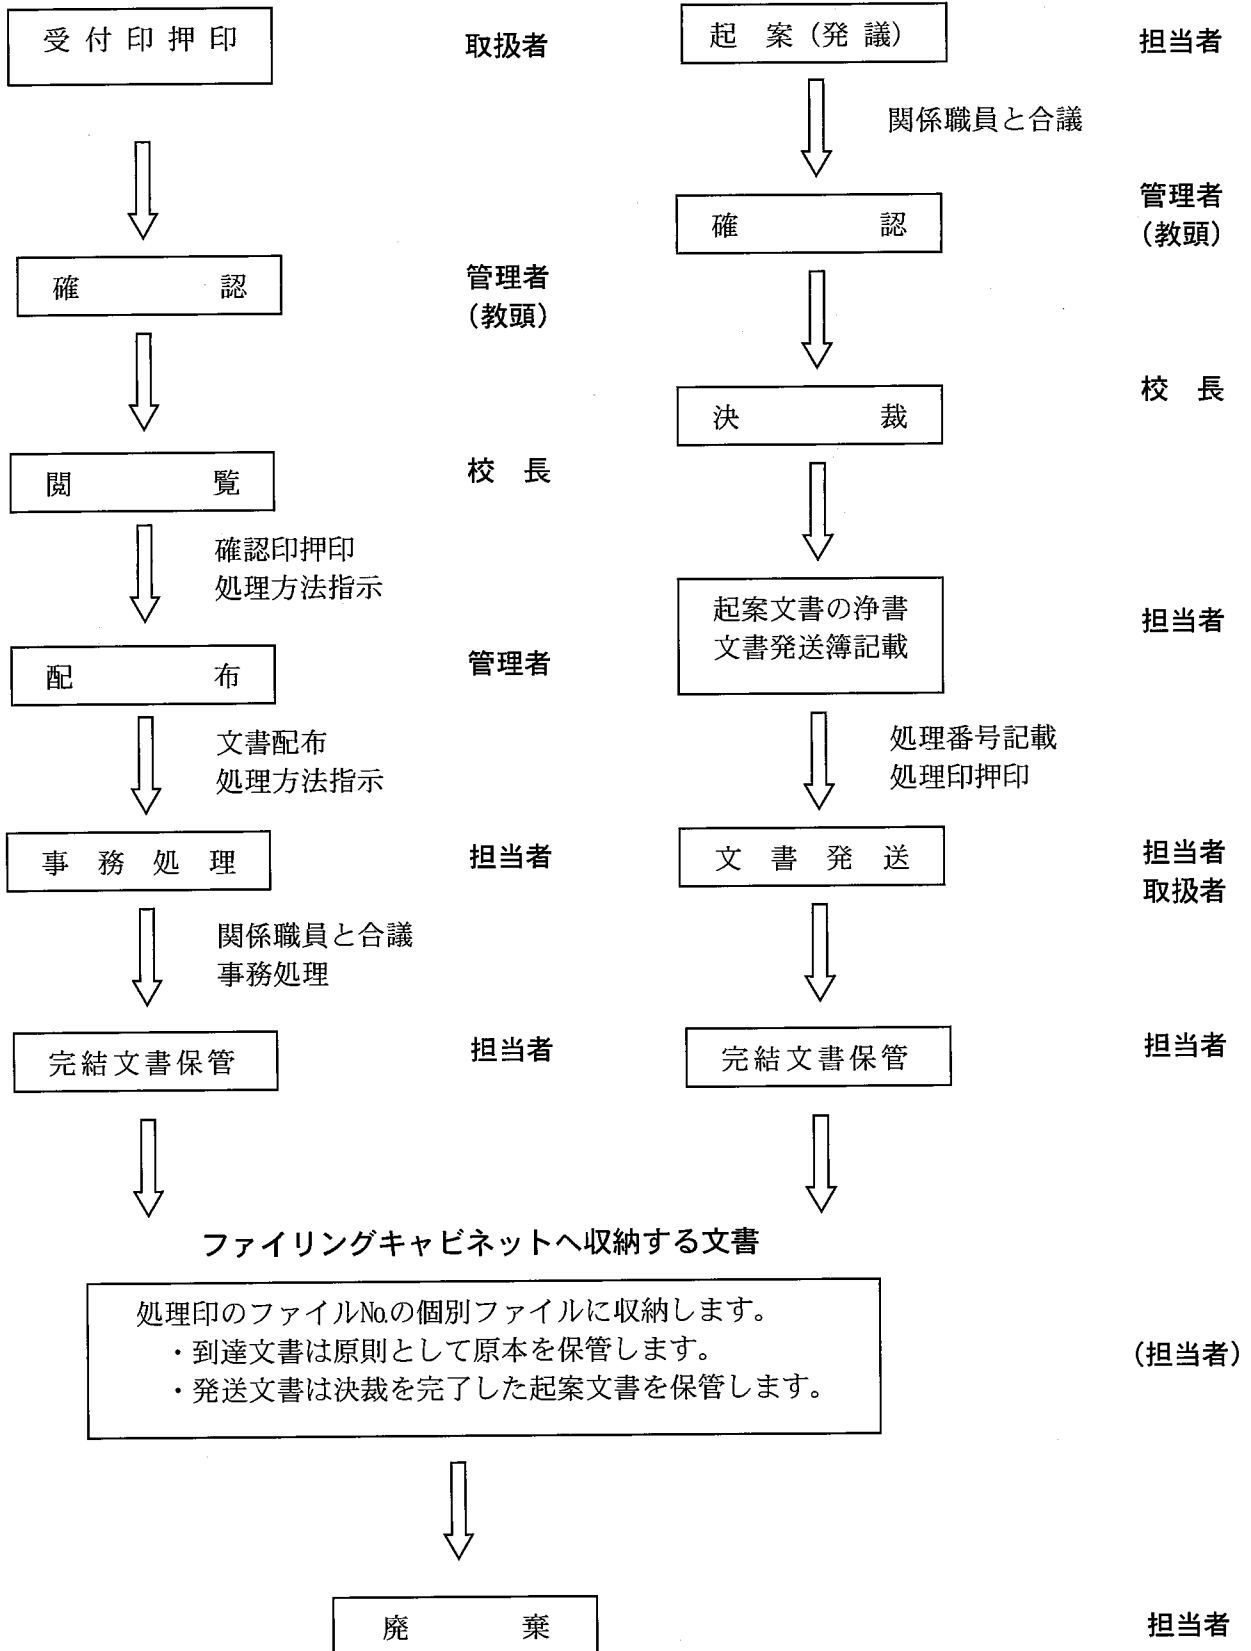 受付印押印
取扱者
確認
管理者
(教頭)
閲覧
校長
確認印押印
処理方法指示
配布
管理者
文書配布
処理方法指示
事務処理
担当者
関係職員と合議
事務処理
完結文書保管
担当者
起案(発議)
担当者
関係職員と合議
確認
管理者
(教頭)
決裁
校長
起案文書の浄書
文書発送簿記載
担当者
処理番号記載
処理印押印
文書発送
担当者
取扱者
完結文書保管
担当者
ファイリングキャビネットへ収納する文書
処理印のファイル№の個別ファイルに収納します。
・到達文書は原則として原本を保管します。
・発送文書は決裁を完了した起案文書を保管します。
(担当者)
廃棄
担当者